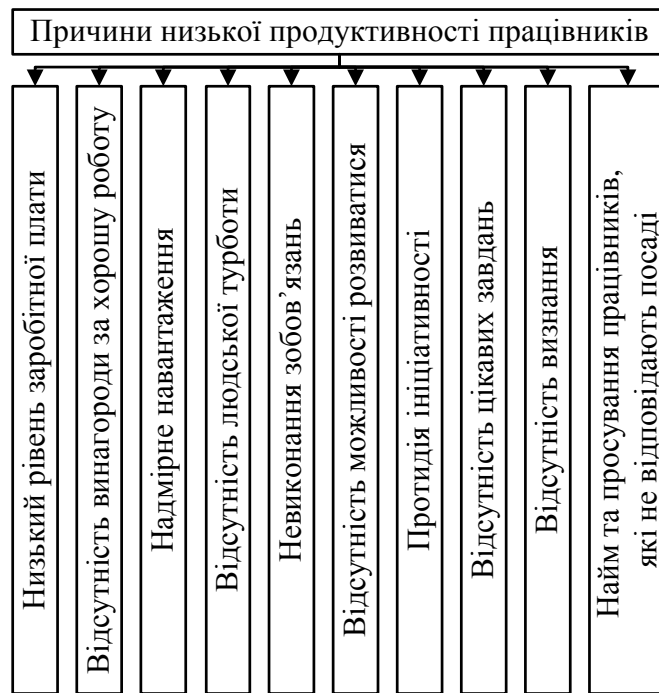 Причини низької продуктивності працівників
Низький рівень заробітної плати
Відсутність винагороди за хорошу роботу
Надмірне навантаження
Відсутність людської турботи
Невиконання зобов’язань
Відсутність можливості розвиватися
Протидія ініціативності
Відсутність цікавих завдань
Відсутність визнання
Найм та просування працівників,
які не відповідають посаді